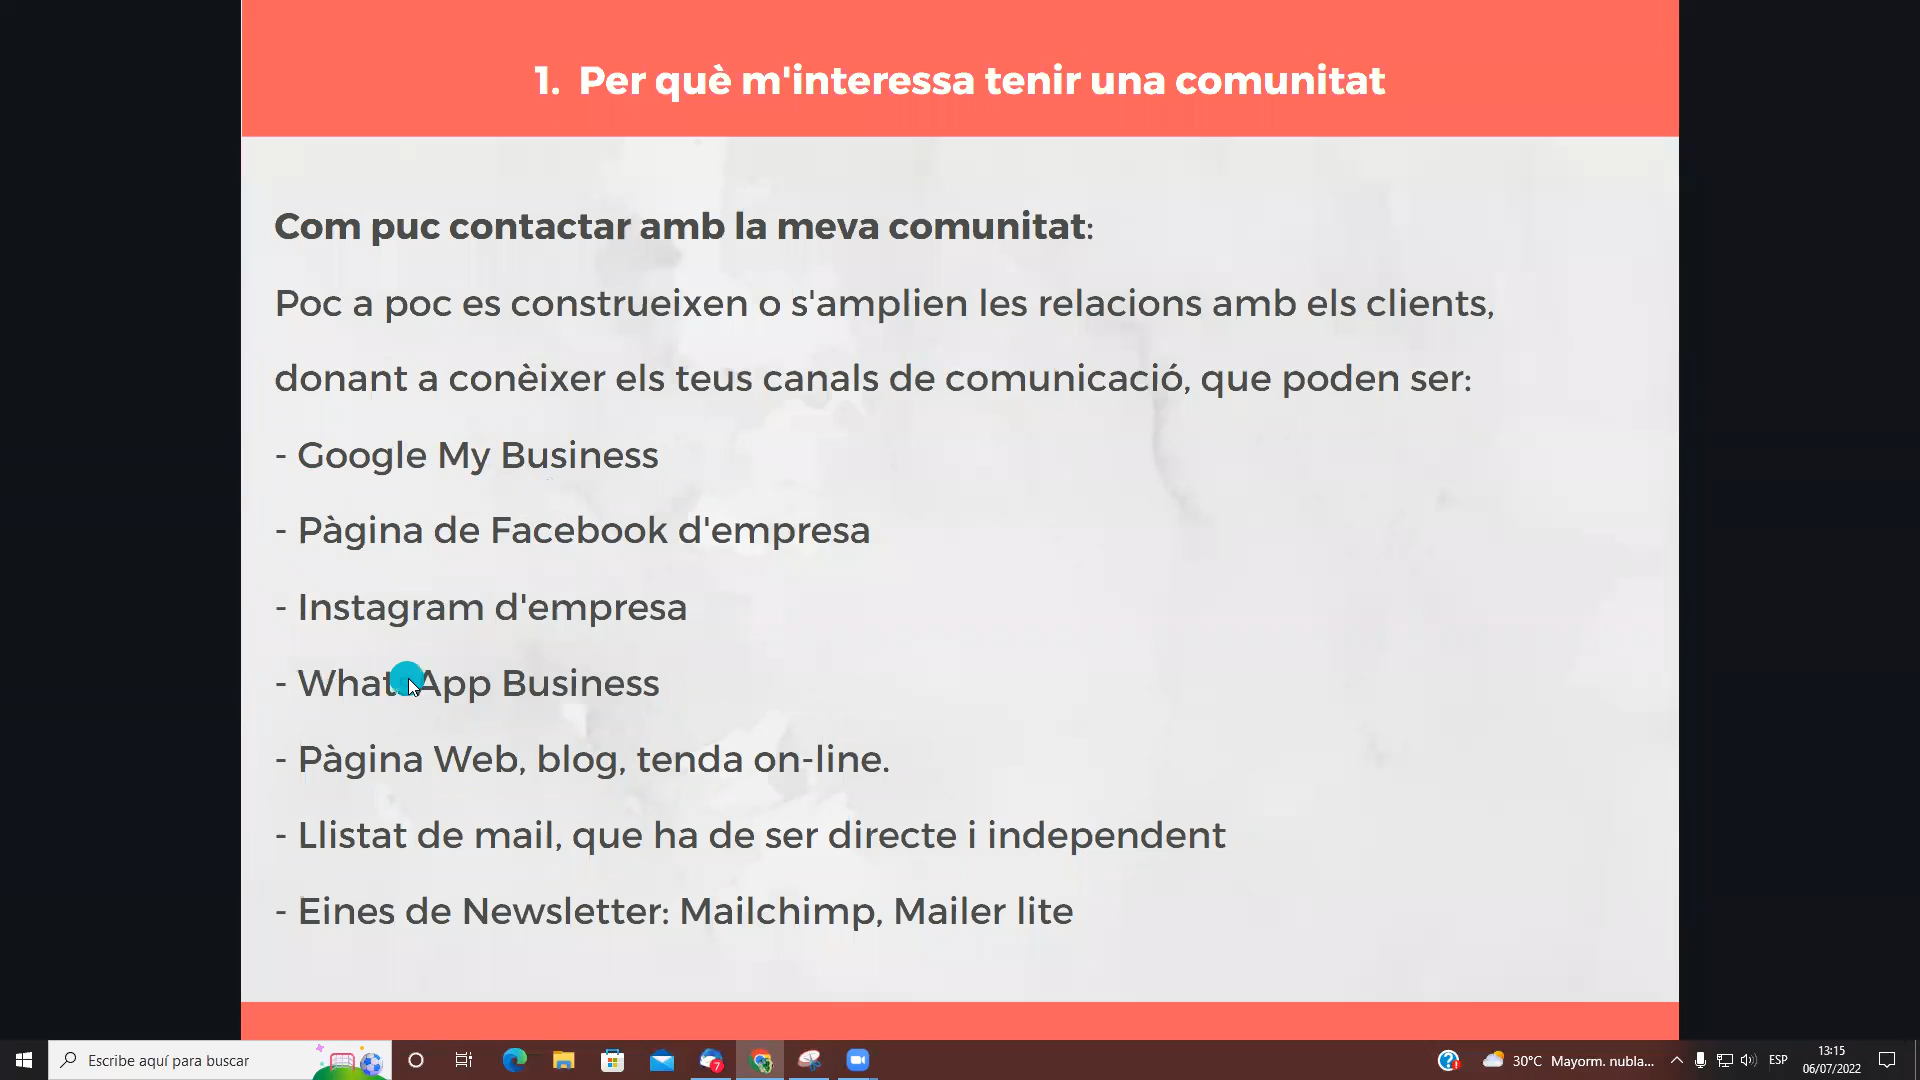 1. Per què m'interessa tenir una comunitat
Com puc contactar amb la meva comunitat:
Poc a poc es construeixen o s'amplien les relacions amb els clients,
donant a conèixer els teus canals de comunicació, que poden ser:
- Google My Business
- Pàgina de Facebook d'empresa
- Instagram d'empresa
- WhatsApp Business
- Pàgina Web, blog, tenda on-line.
- Llistat de mail, que ha de ser directe i independent
- Eines de Newsletter: Mailchimp, Mailer lite
Escribe aquí para buscar
7
30°C Mayorm. nubla...
ESP
13:15
06/07/2022